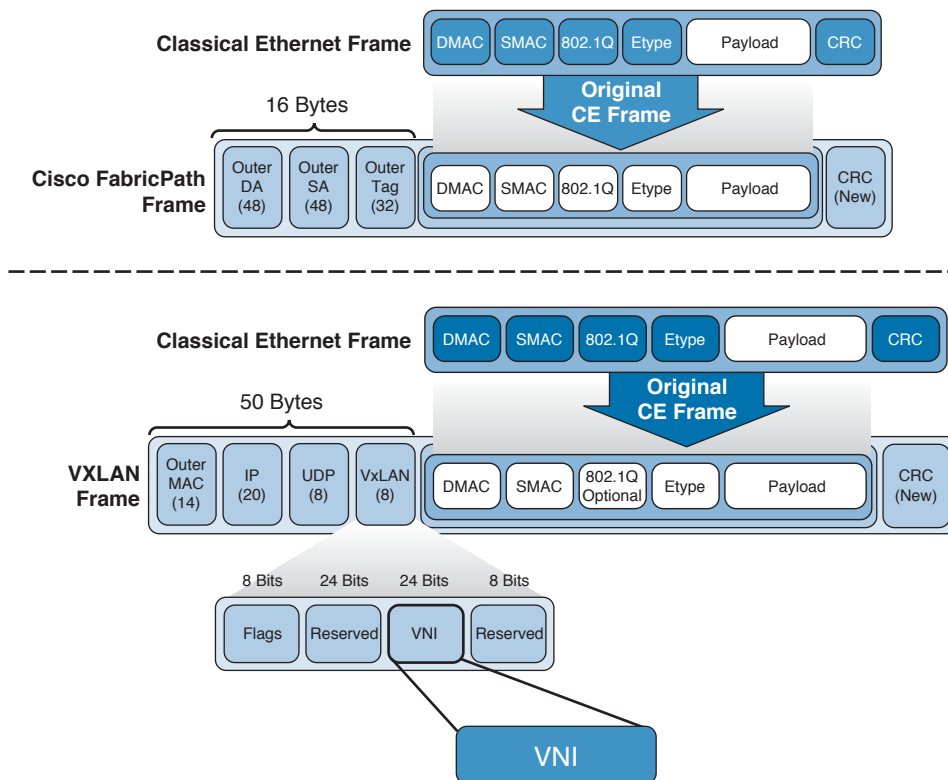 Classical Ethernet Frame
DMAC SMAC 802.1Q Etype Payload CRC
Original
CE Frame
16 Bytes
Cisco FabricPath
Frame
Outer
DA
(48)
Outer
SA
(48)
Outer
Tag
(32)
DMAC SMAC 802.1Q Etype Payload
CRC
(New)
Classical Ethernet Frame
DMAC SMAC 802.1Q Etype Payload CRC
Original
CE Frame
50 Bytes
VXLAN
Frame
Outer
MAC
(14)
IP
(20)
UDP
(8)
VxLAN
(8)
DMAC SMAC
802.1Q
Optional
Etype Payload
CRC
(New)
8 Bits 24 Bits 24 Bits 8 Bits
Flags Reserved VNI Reserved
VNI